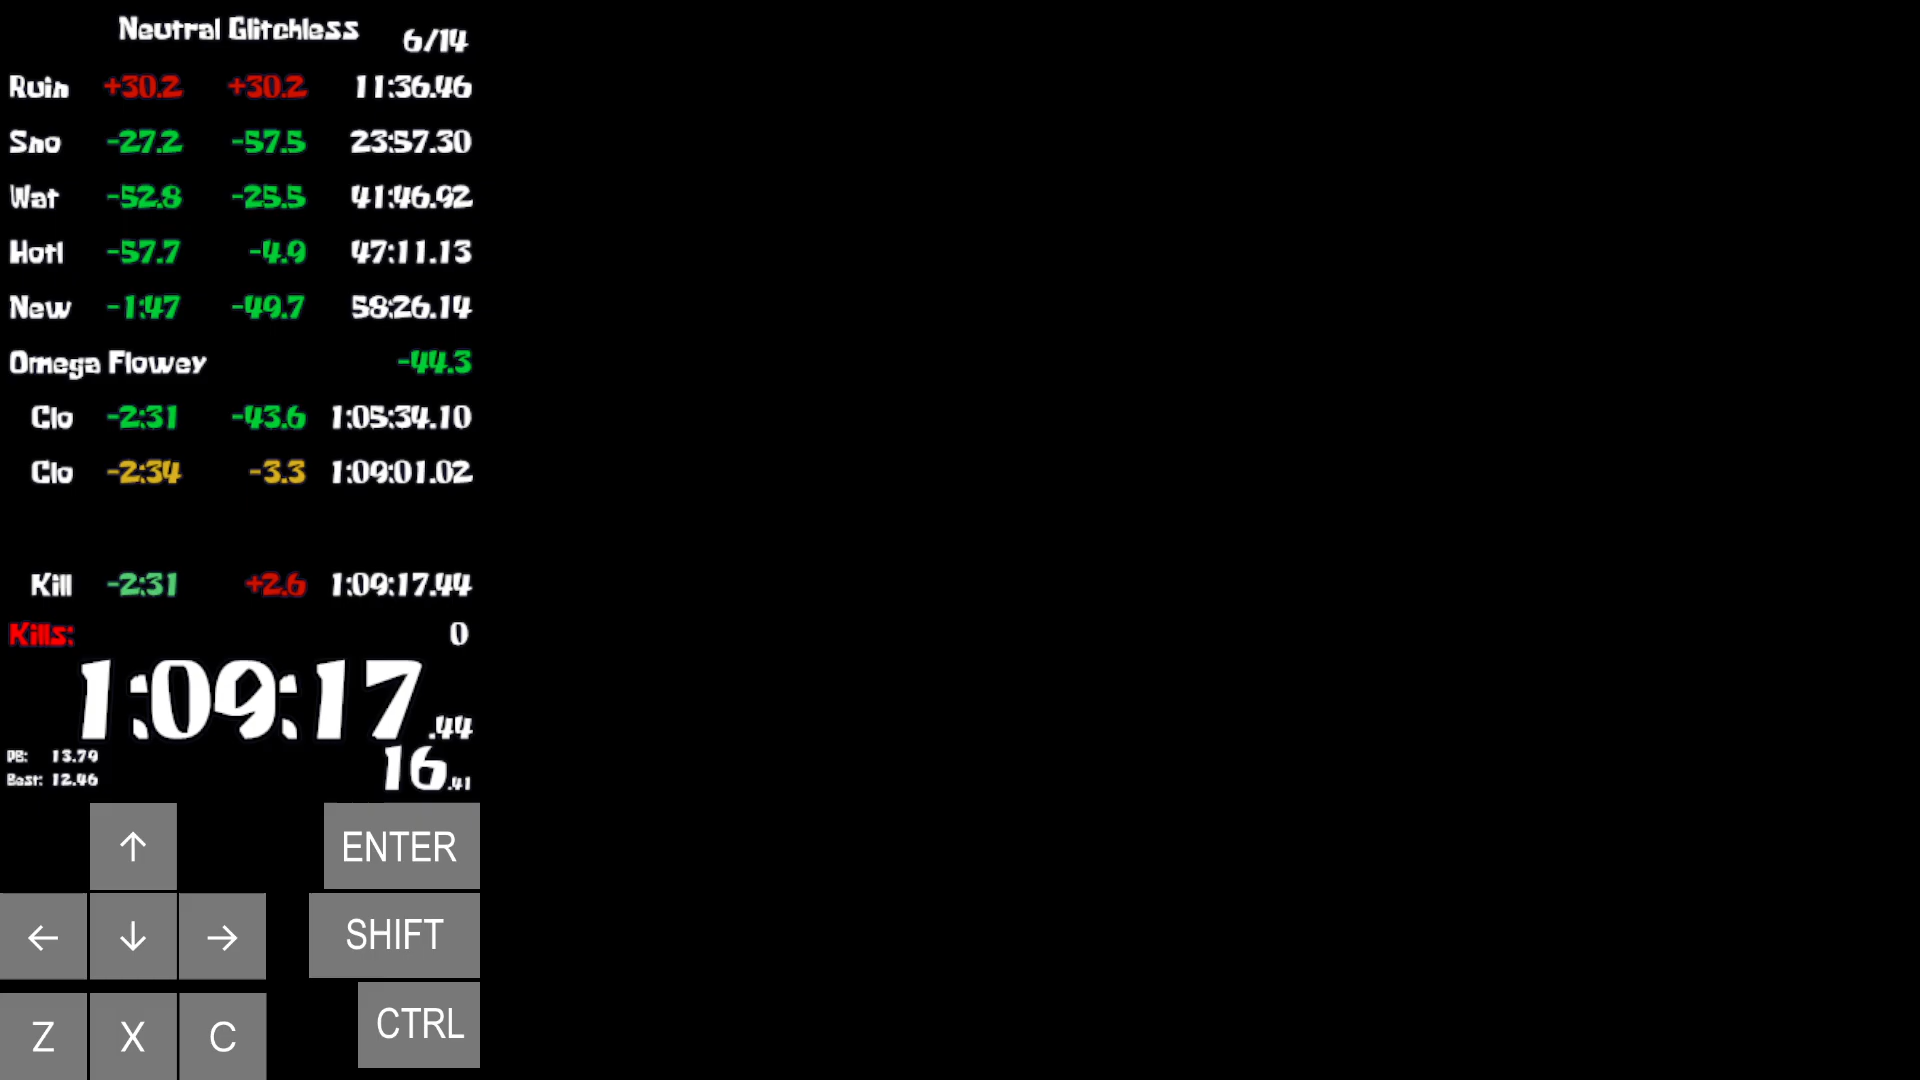 Neutral Glitchless
6/14
Ruin +30.2 +30.2 11:36.46
Sno -27.2 -57.5 23:57.30
Wat -52.8 -25.5 41:46.92
Hotl -57.7 -4.9 47:11.13
New -1:47 -49.7 58:26.14
Omega Flowey -44.3
Clo -2:31 -43.6 1:05:34.10
Clo -2:34 -3.3 1:09:01.02
Kill -2:31 +2.6 1:09:17.44
Kills: 0
1:09:17.44
PB: 13.79
Best: 12.46
16.41
↑ ENTER
← ↓ → SHIFT
Z X C CTRL